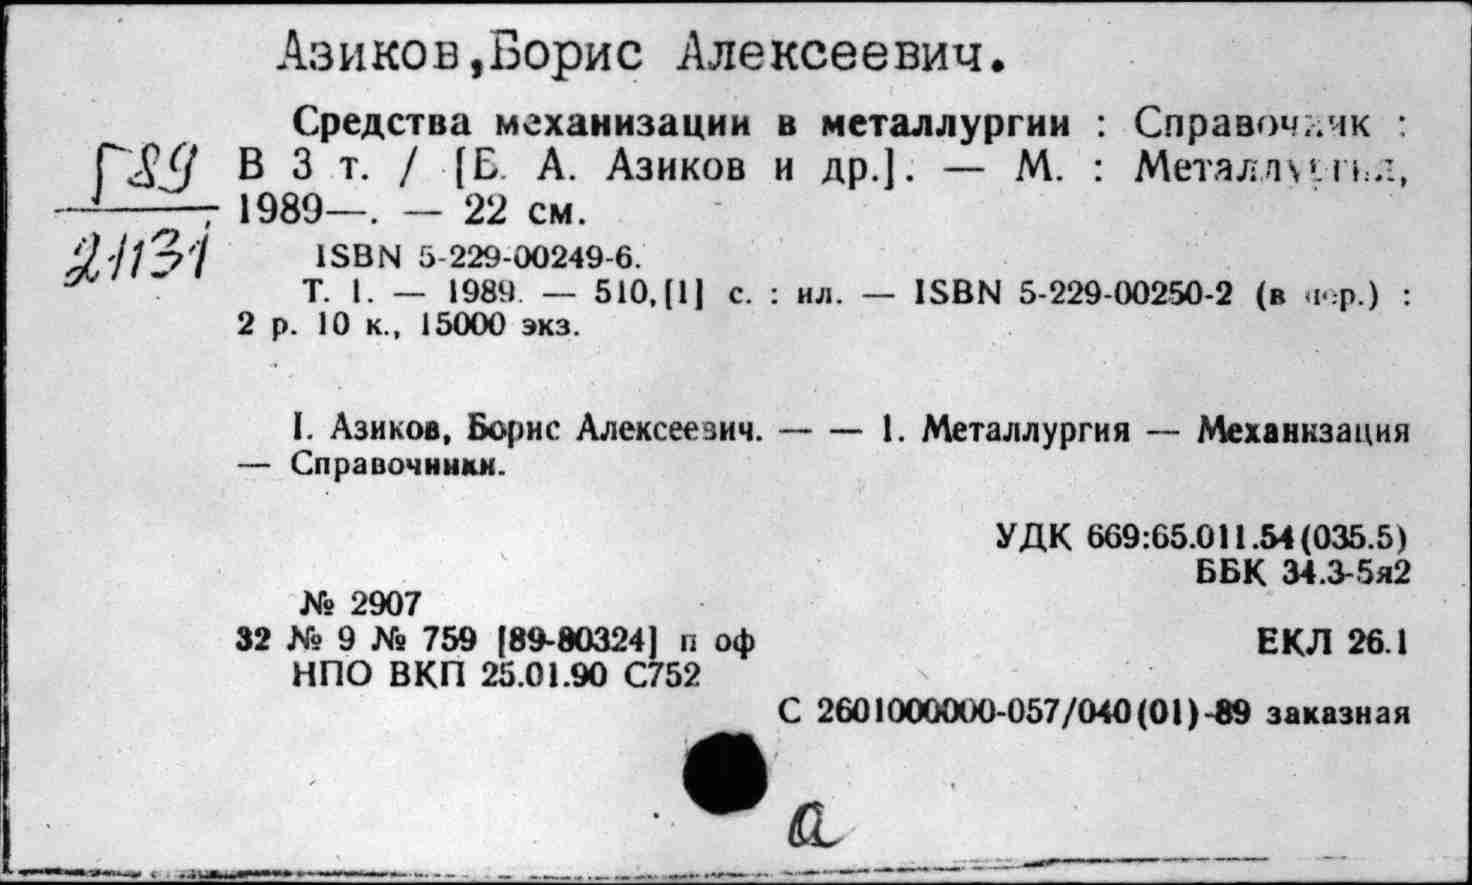 Азиков,Борис Алексеевич.
Средства механизации в металлургии : Справочник :
Г89 В 3 т. / [Б. А. Азиков и др.]. — М. : Металлургия,
1989—. — 22 см.
21131
ISBN 5-229-00249-6.
Т. 1. — 1989. — 510,[1] с. : ил. — ISBN 5-229-00250-2 (в пер.) :
2 р. 10 к., 15000 экз.
I. Азиков, Борис Алексеевич. — — 1. Металлургия — Механизация
— Справочники.
УДК 669:65.011.54(035.5)
ББК 34.3-5я2
№ 2907
32 № 9 № 759 [89-80324] п оф
ЕКЛ 26.1
НПО ВКП 25.01.90 С752
С 2601000000-057/040(01)-89 заказная
а